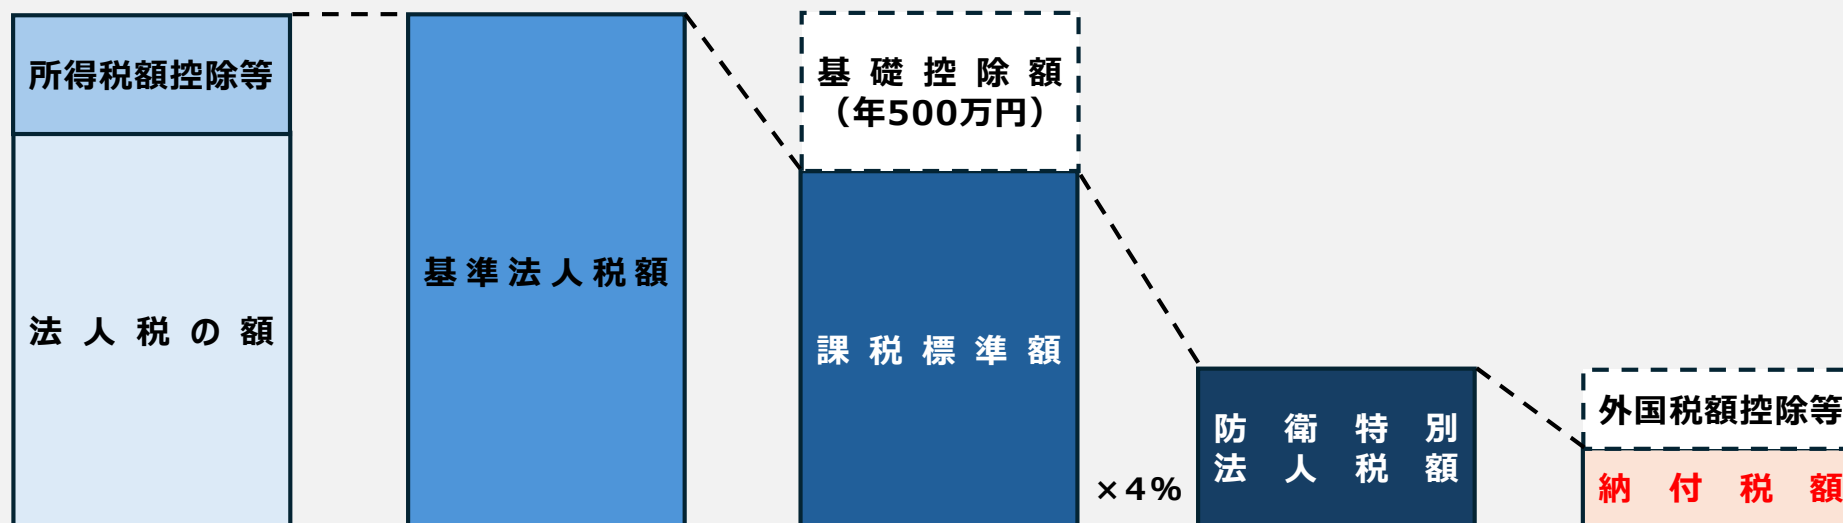 所得税額控除等
法人税の額
基準法人税額
基礎控除額
（年500万円）
課税標準額
×4％
防衛特別
法人税額
外国税額控除等
納付税額